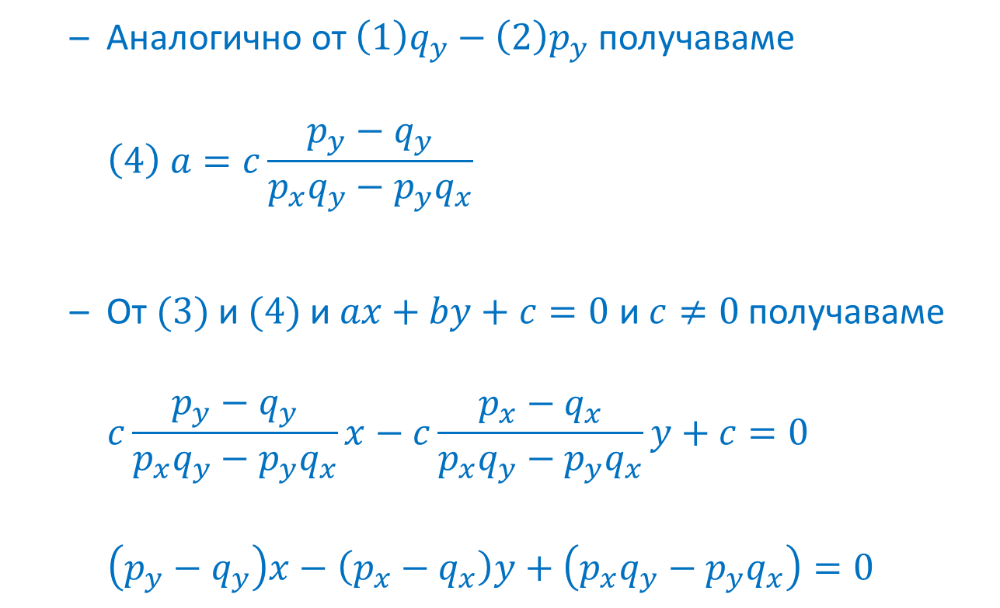 – Аналогично от (1)q_y − (2)p_y получаваме
(4) a = c \frac{p_y − q_y}{p_x q_y − p_y q_x}
– От (3) и (4) и ax + by + c = 0 и c ≠ 0 получаваме
c \frac{p_y − q_y}{p_x q_y − p_y q_x} x − c \frac{p_x − q_x}{p_x q_y − p_y q_x} y + c = 0
(p_y − q_y)x − (p_x − q_x)y + (p_x q_y − p_y q_x) = 0